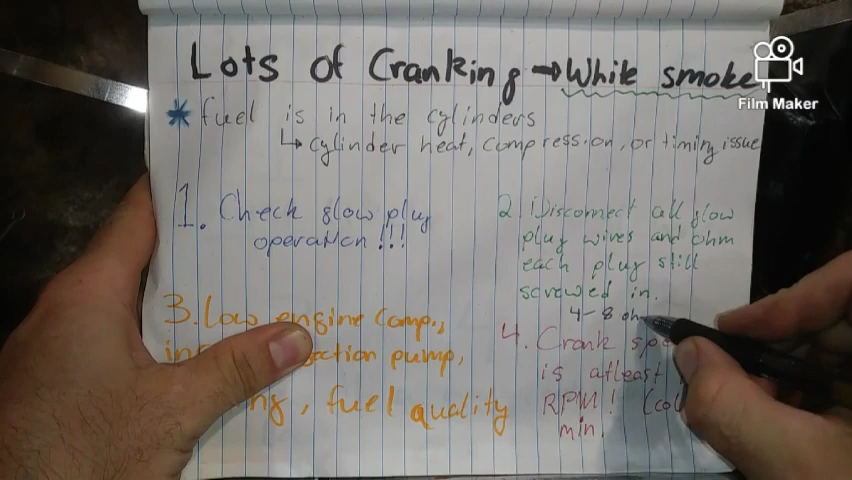 Lots Of Cranking → White smoke
Film Maker
* fuel is in the cylinders
↳ cylinder heat, compression, or timing issue
1. Check glow plug
operation!!!
2. Disconnect all glow
plug wires and ohm
each plug still
screwed in.
4-8 oh
3. Low engine Comp.,
in ection pump,
ng, fuel quality
4. Crank sp
is atleast
RPM! (co
min.